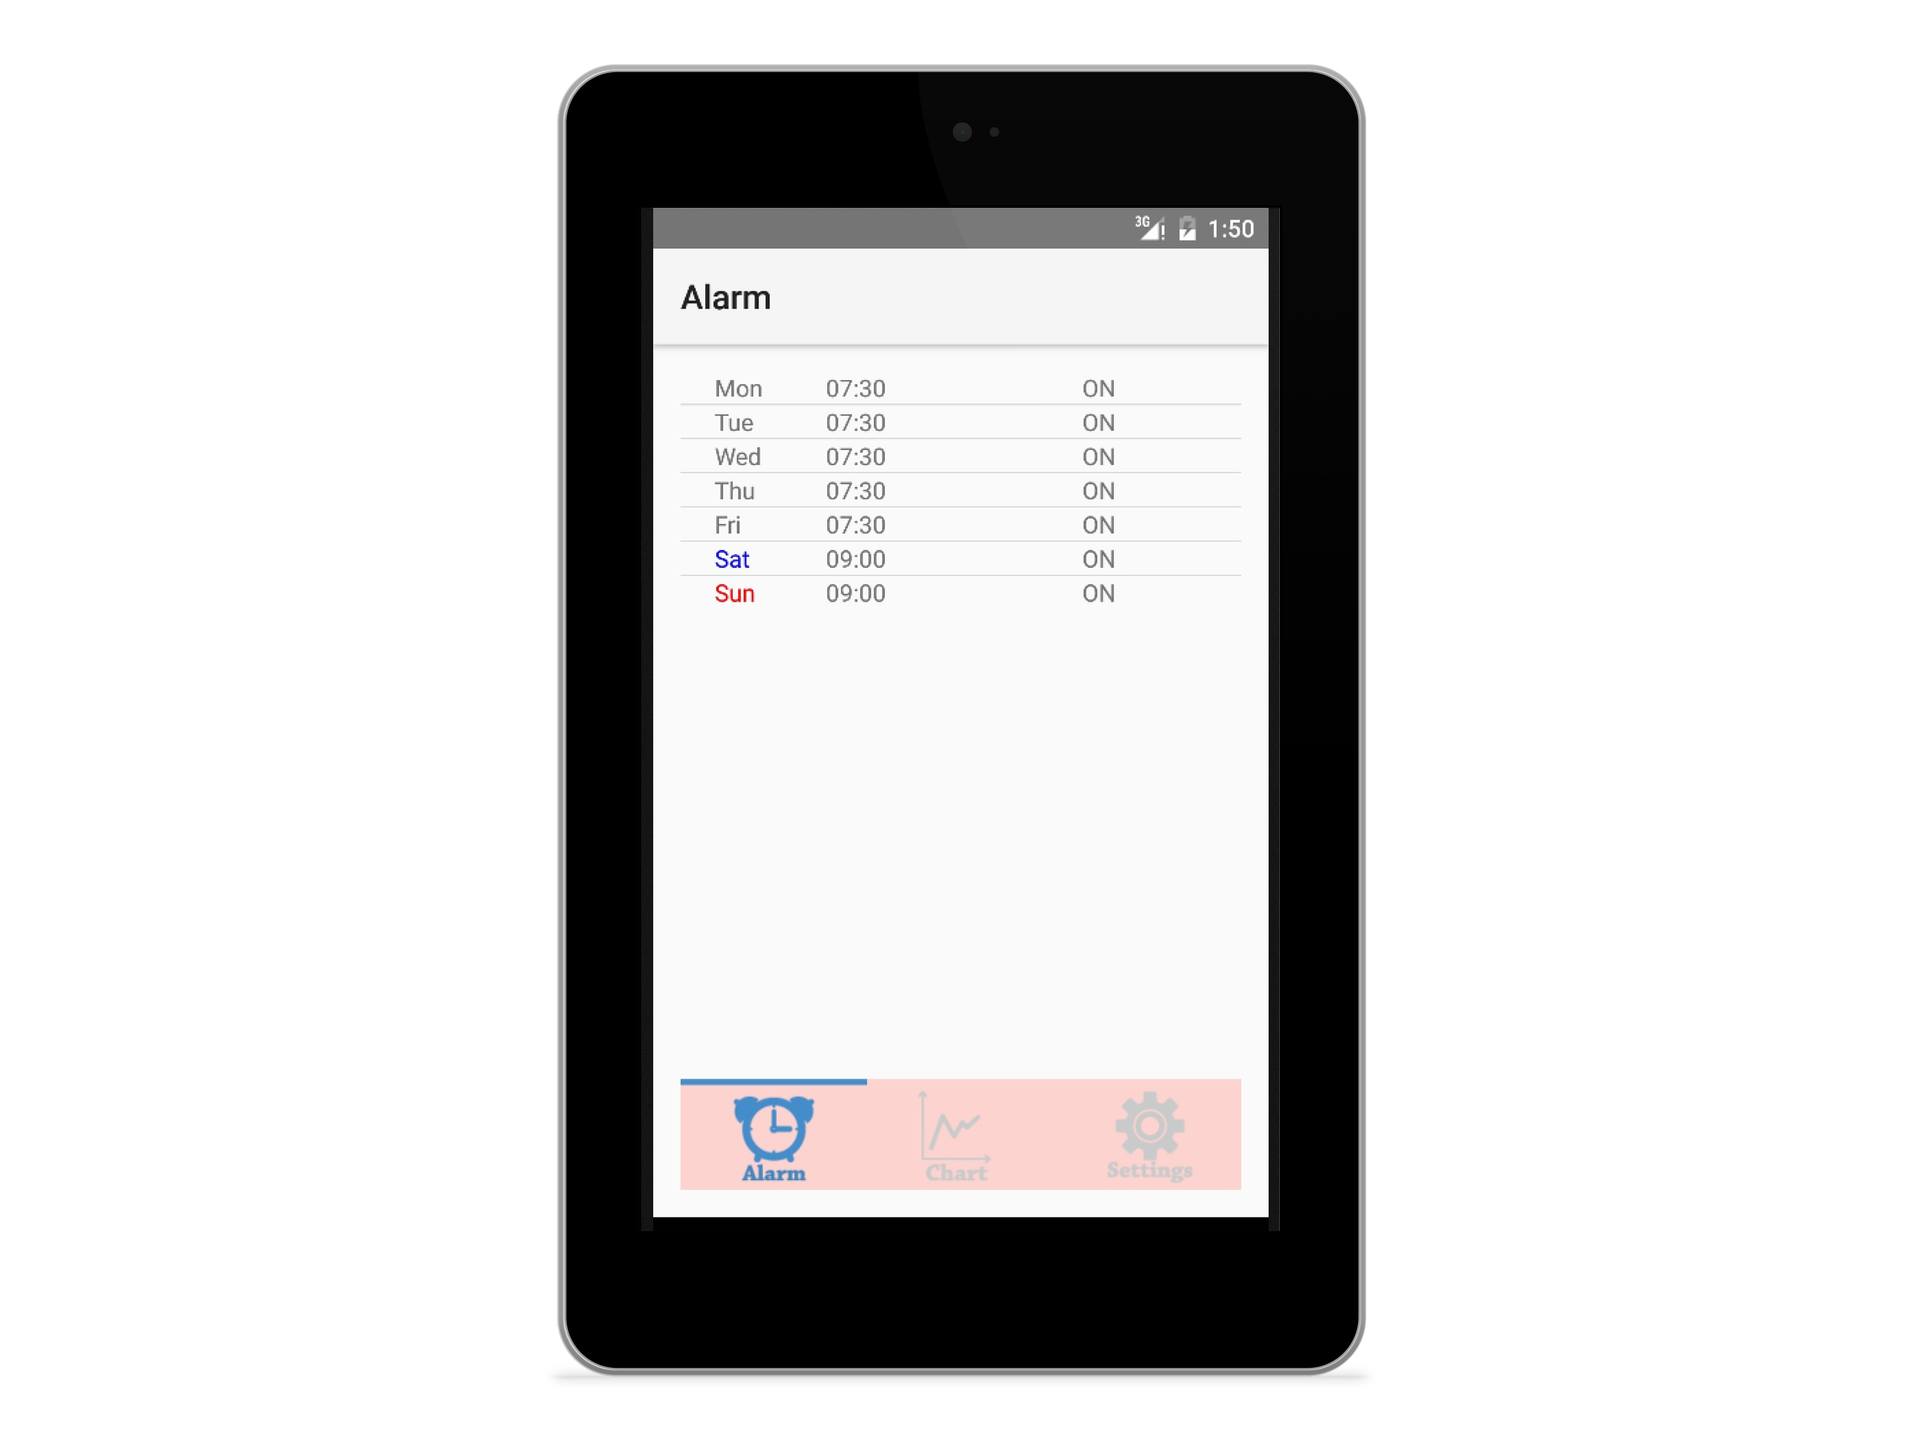 3G 1:50
Alarm
Mon 07:30 ON
Tue 07:30 ON
Wed 07:30 ON
Thu 07:30 ON
Fri 07:30 ON
Sat 09:00 ON
Sun 09:00 ON
Alarm Chart Settings